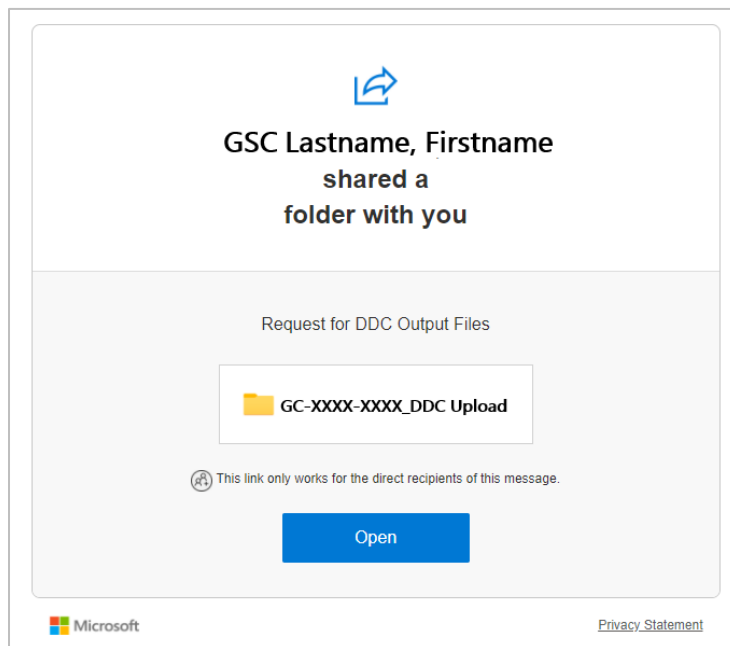 GSC Lastname, Firstname
shared a
folder with you
Request for DDC Output Files
GC-XXXX-XXXX_DDC Upload
This link only works for the direct recipients of this message.
Open
Microsoft
Privacy Statement